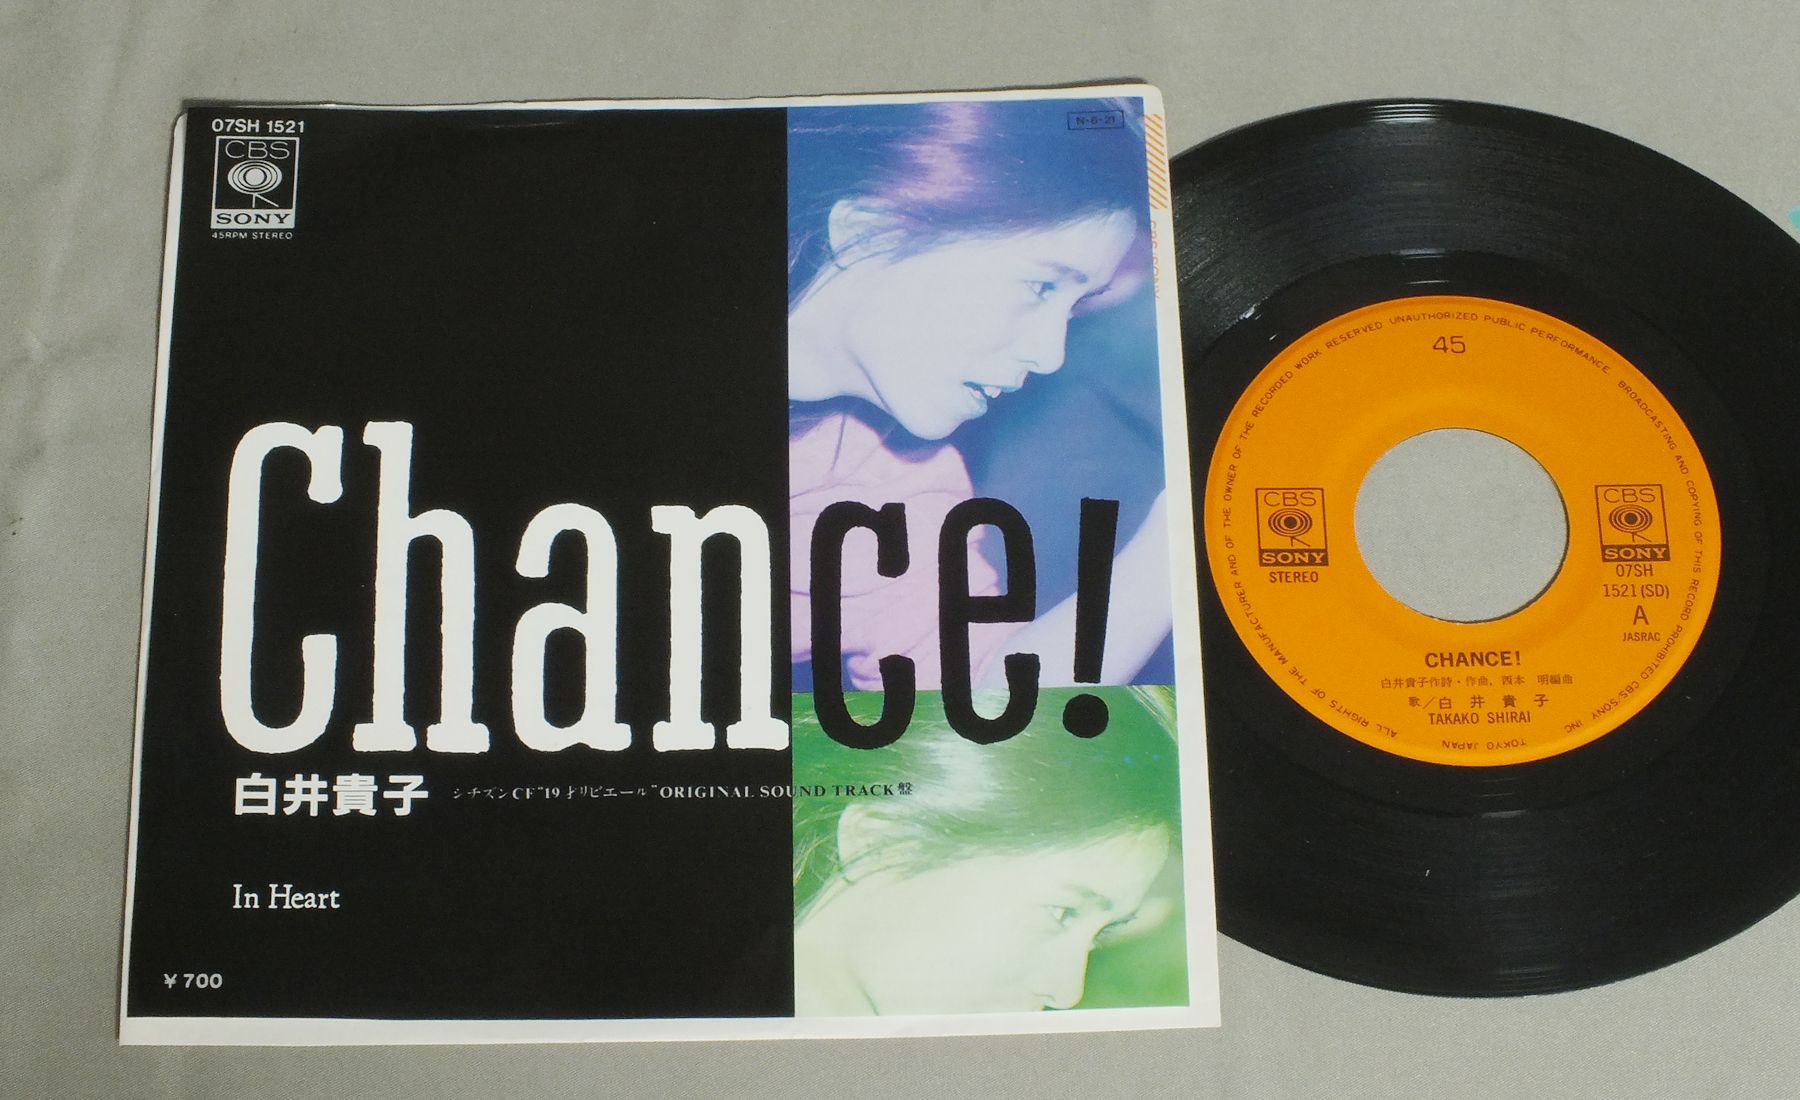 07SH 1521
CBS
SONY
45RPM STEREO
N-6-21
Chance!
白井貴子
シチズンCF"19才リビエール"ORIGINAL SOUND TRACK盤
In Heart
¥700
CBS/SONY
ALL RIGHTS OF THE MANUFACTURER AND OF THE OWNER OF THE RECORDED WORK RESERVED UNAUTHORIZED PUBLIC PERFORMANCE BROADCASTING AND COPYING OF THIS RECORD PROHIBITED CBS/SONY INC. TOKYO JAPAN
45
CBS
SONY
STEREO
CBS
SONY
07SH
1521(SD)
A
JASRAC
CHANCE!
白井貴子作詩・作曲、西本 明編曲
歌/白井貴子
TAKAKO SHIRAI